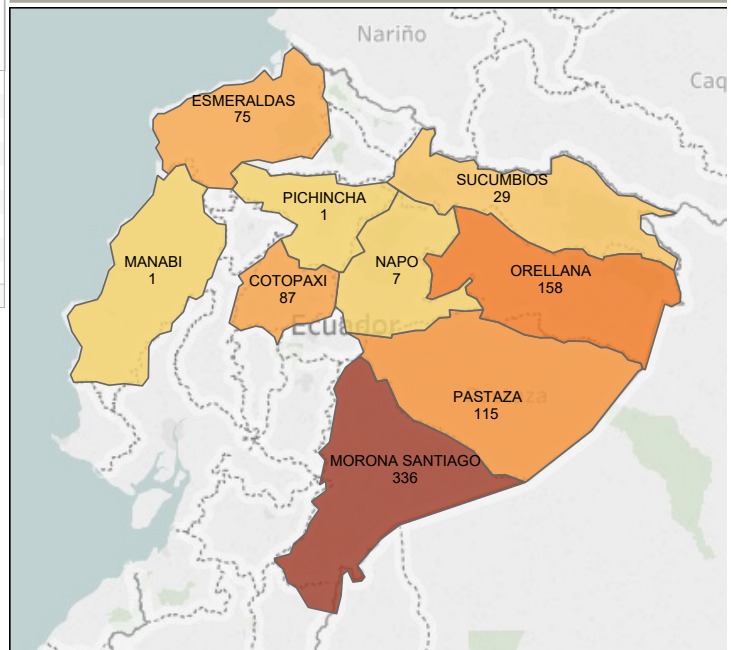 Nariño
Caq
ESMERALDAS
75
SUCUMBIOS
29
PICHINCHA
1
MANABI
1
NAPO
7
ORELLANA
158
COTOPAXI
87
Ecuador
PASTAZA
115
MORONA SANTIAGO
336